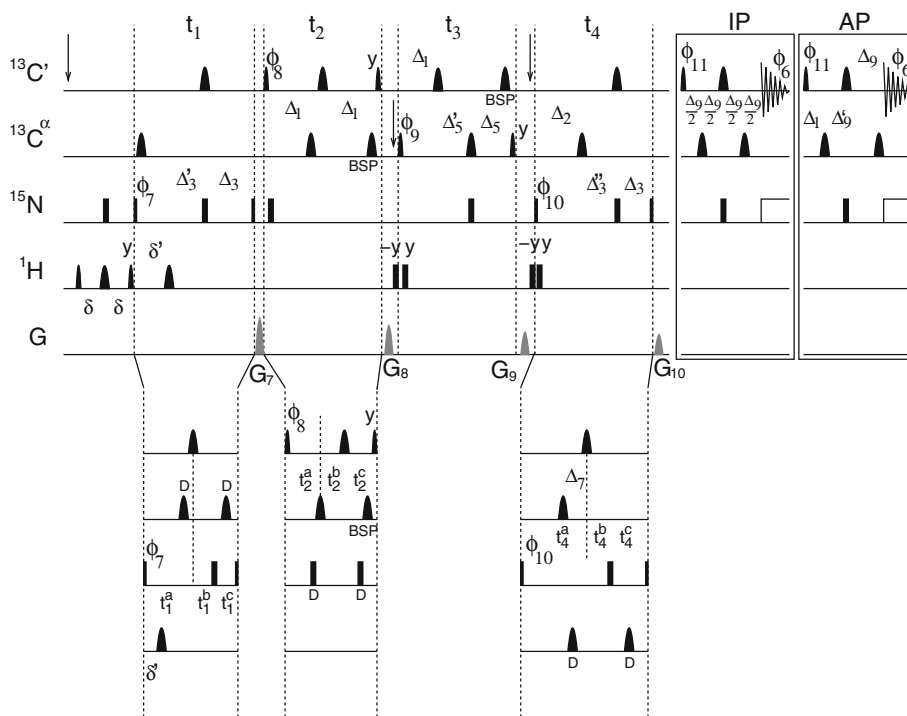 t₁ t₂ t₃ t₄ IP AP
¹³C' ϕ₈ y Δ₁ BSP ϕ₁₁ ϕ₆ ϕ₁₁ Δ₉ ϕ₆
Δ₉/2 Δ₉/2 Δ₉/2 Δ₉/2
¹³Cᵅ Δ₁ Δ₁ BSP ϕ₉ Δ'₅ Δ₅ y Δ₂ Δ₁ Δ'₉
¹⁵N ϕ₇ Δ'₃ Δ₃ ϕ₁₀ Δ''₃ Δ₃
¹H y δ' –y y –y y
δ δ
G
G₇ G₈ G₉ G₁₀
ϕ₈ y
D D t₂ᵃ t₂ᵇ t₂ᶜ Δ₇
BSP
ϕ₇ t₁ᵃ t₁ᵇ t₁ᶜ D D ϕ₁₀ t₄ᵃ t₄ᵇ t₄ᶜ
δ' D D